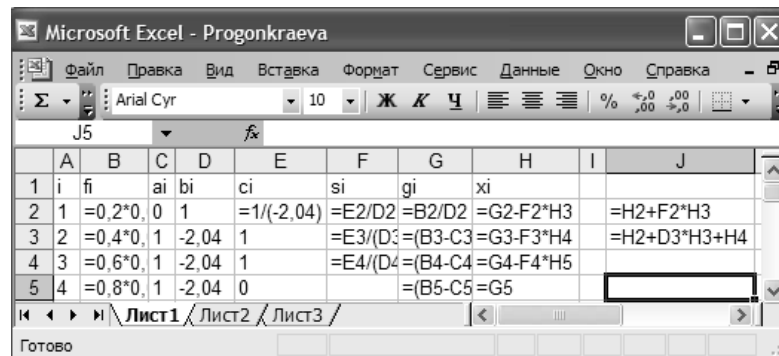 Microsoft Excel - Progonkraeva
Файл Правка Вид Вставка Формат Сервис Данные Окно Справка
Σ Arial Cyr 10 Ж К Ч % ,00
J5 fx
A B C D E F G H I J
1 i fi ai bi ci si gi xi
2 1 =0,2*0, 0 1 =1/(-2,04) =E2/D2 =B2/D2 =G2-F2*H3 =H2+F2*H3
3 2 =0,4*0, 1 -2,04 1 =E3/(D3 =(B3-C3 =G3-F3*H4 =H2+D3*H3+H4
4 3 =0,6*0, 1 -2,04 1 =E4/(D4 =(B4-C4 =G4-F4*H5
5 4 =0,8*0, 1 -2,04 0 =(B5-C5 =G5
Лист1 Лист2 Лист3
Готово